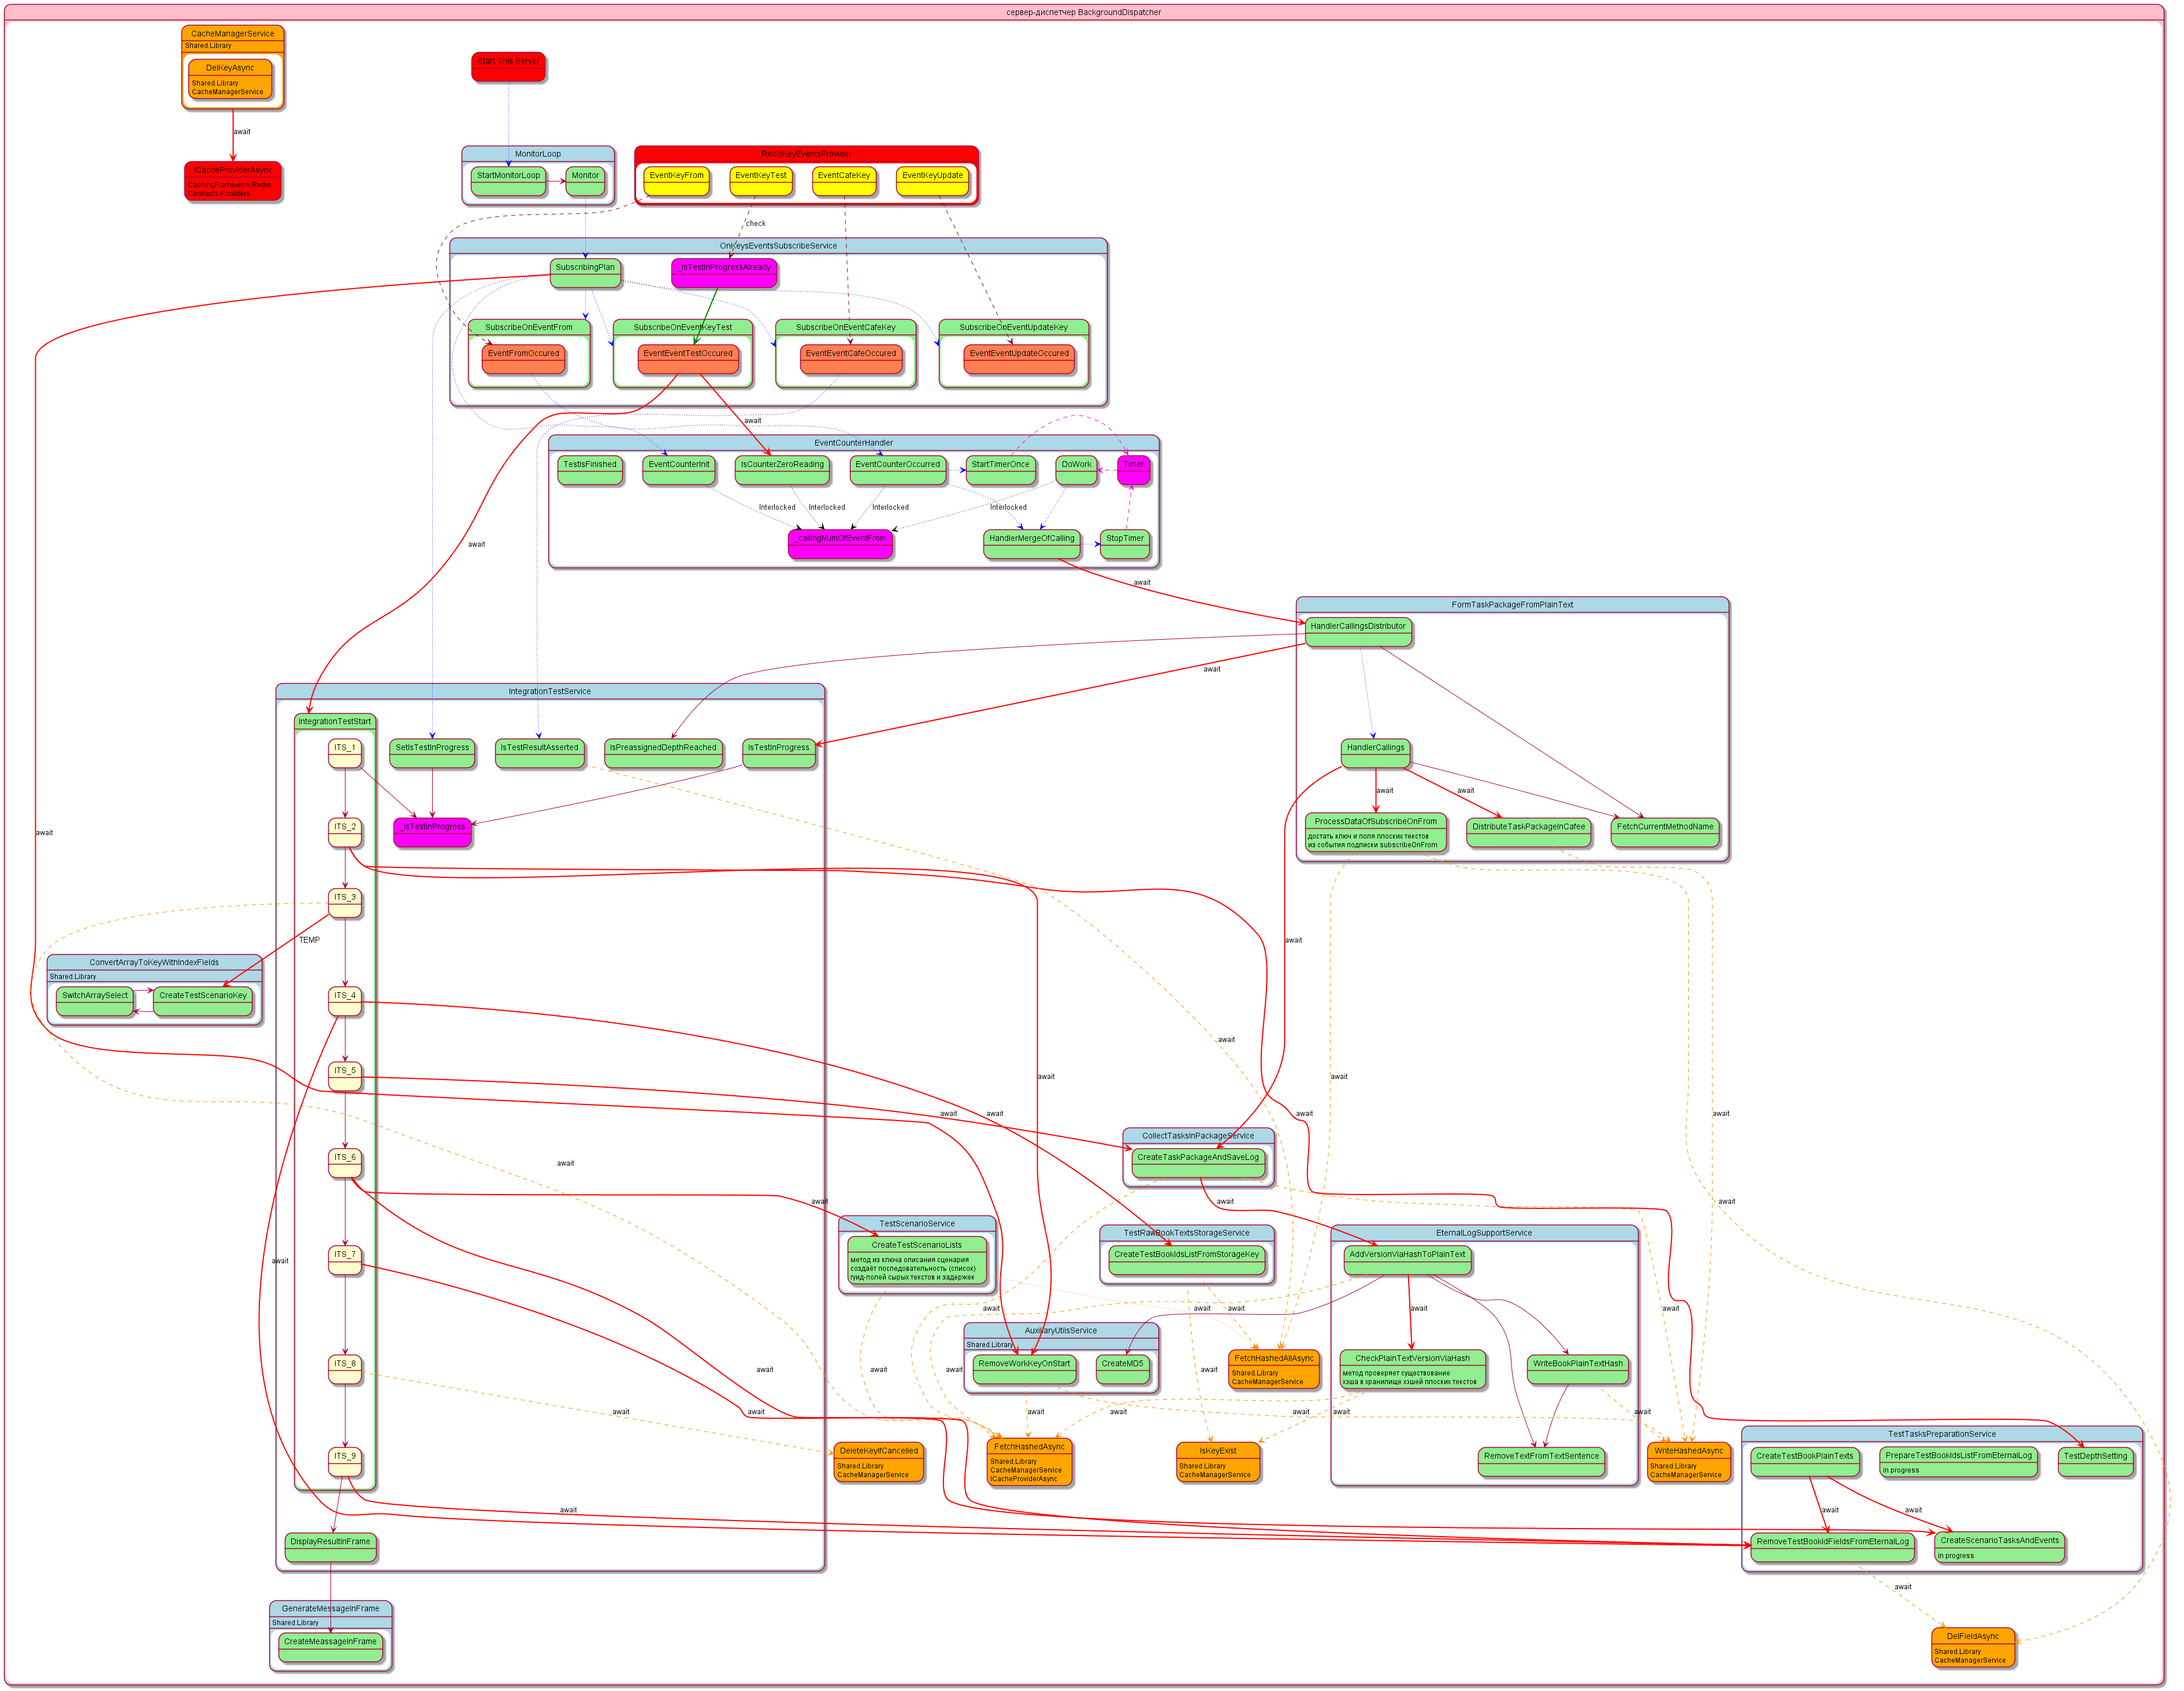 сервер-диспетчер BackgroundDispatcher
CacheManagerService
Shared.Library
DelKeyAsync
Shared.Library
CacheManagerService
await
ICacheProviderAsync
CachingFramework.Redis.
Contracts.Providers
Start This Server
MonitorLoop
StartMonitorLoop
Monitor
RedisKeyEventsProvider
EventKeyFrom
EventKeyTest
EventCafeKey
EventKeyUpdate
check
OnKeysEventsSubscribeService
SubscribingPlan
_isTestInProgressAlready
SubscribeOnEventFrom
EventFromOccured
SubscribeOnEventKeyTest
EventEventTestOccured
SubscribeOnEventCafeKey
EventEventCafeOccured
SubscribeOnEventUpdateKey
EventEventUpdateOccured
await
EventCounterHandler
TestIsFinished
EventCounterInit
IsCounterZeroReading
EventCounterOccurred
StartTimerOnce
DoWork
Timer
Interlocked
Interlocked
Interlocked
Interlocked
_callingNumOfEventFrom
HandlerMergeOfCalling
StopTimer
await
await
FormTaskPackageFromPlainText
HandlerCallingsDistributor
await
HandlerCallings
await
await
ProcessDataOfSubscribeOnFrom
достать ключ и поля плоских текстов
из события подписки subscribeOnFrom
DistributeTaskPackageInCafee
FetchCurrentMethodName
IntegrationTestService
IntegrationTestStart
ITS_1
SetIsTestInProgress
IsTestResultAsserted
IsPreassignedDepthReached
IsTestInProgress
ITS_2
_isTestInProgress
await
ITS_3
TEMP
await
ConvertArrayToKeyWithIndexFields
Shared.Library
SwitchArraySelect
CreateTestScenarioKey
ITS_4
await
ITS_5
await
await
await
await
await
await
await
ITS_6
await
CollectTasksInPackageService
CreateTaskPackageAndSaveLog
await
await
await
TestScenarioService
CreateTestScenarioLists
метод из ключа описания сценария
создаёт последовательность (список)
гуид-полей сырых текстов и задержек
TestRawBookTextsStorageService
CreateTestBookIdsListFromStorageKey
EternalLogSupportService
AddVersionViaHashToPlainText
ITS_7
await
await
await
await
await
await
AuxiliaryUtilsService
Shared.Library
RemoveWorkKeyOnStart
CreateMD5
FetchHashedAllAsync
Shared.Library
CacheManagerService
await
CheckPlainTextVersionViaHash
метод проверяет существование
хэша в хранилище хэшей плоских текстов
WriteBookPlainTextHash
ITS_8
await
await
await
await
await
await
await
await
await
await
ITS_9
DeleteKeyIfCancelled
Shared.Library
CacheManagerService
FetchHashedAsync
Shared.Library
CacheManagerService
ICacheProviderAsync
IsKeyExist
Shared.Library
CacheManagerService
RemoveTextFromTextSentence
WriteHashedAsync
Shared.Library
CacheManagerService
TestTasksPreparationService
CreateTestBookPlainTexts
PrepareTestBookIdsListFromEternalLog
in progress
TestDepthSetting
await
await
await
DisplayResultInFrame
RemoveTestBookIdFieldsFromEternalLog
CreateScenarioTasksAndEvents
in progress
await
GenerateMessageInFrame
Shared.Library
CreateMeassageInFrame
DelFieldAsync
Shared.Library
CacheManagerService